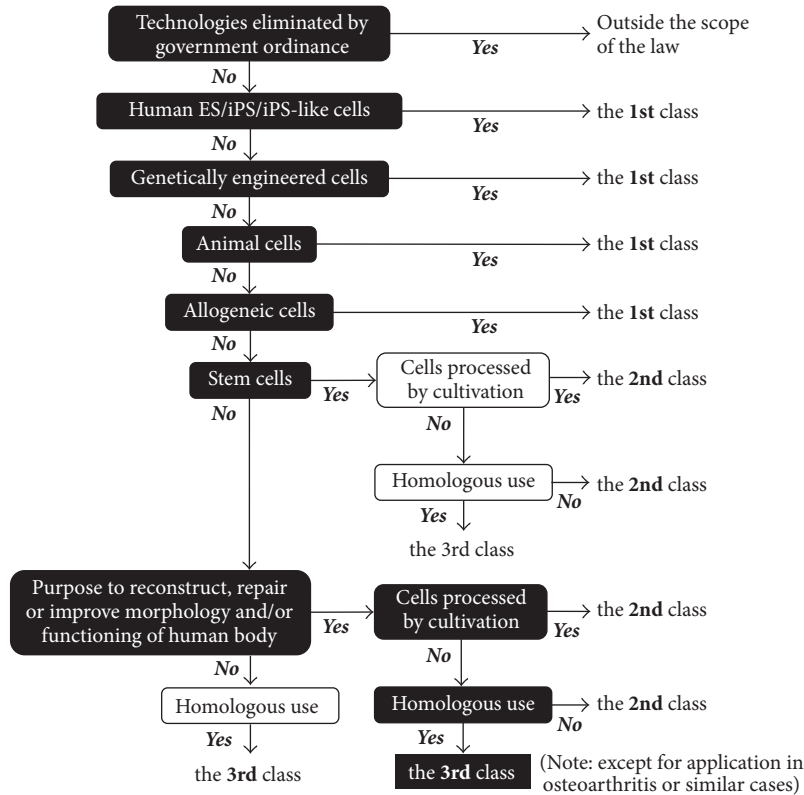 Technologies eliminated by
government ordinance
Yes
Outside the scope
of the law
No
Human ES/iPS/iPS-like cells
Yes
the 1st class
No
Genetically engineered cells
Yes
the 1st class
No
Animal cells
Yes
the 1st class
No
Allogeneic cells
Yes
the 1st class
No
Stem cells
Yes
Cells processed
by cultivation
Yes
the 2nd class
No
No
Homologous use
No
the 2nd class
Yes
the 3rd class
Purpose to reconstruct, repair
or improve morphology and/or
functioning of human body
Yes
Cells processed
by cultivation
Yes
the 2nd class
No
No
Homologous use
Homologous use
No
the 2nd class
Yes
Yes
the 3rd class
the 3rd class
(Note: except for application in
osteoarthritis or similar cases)